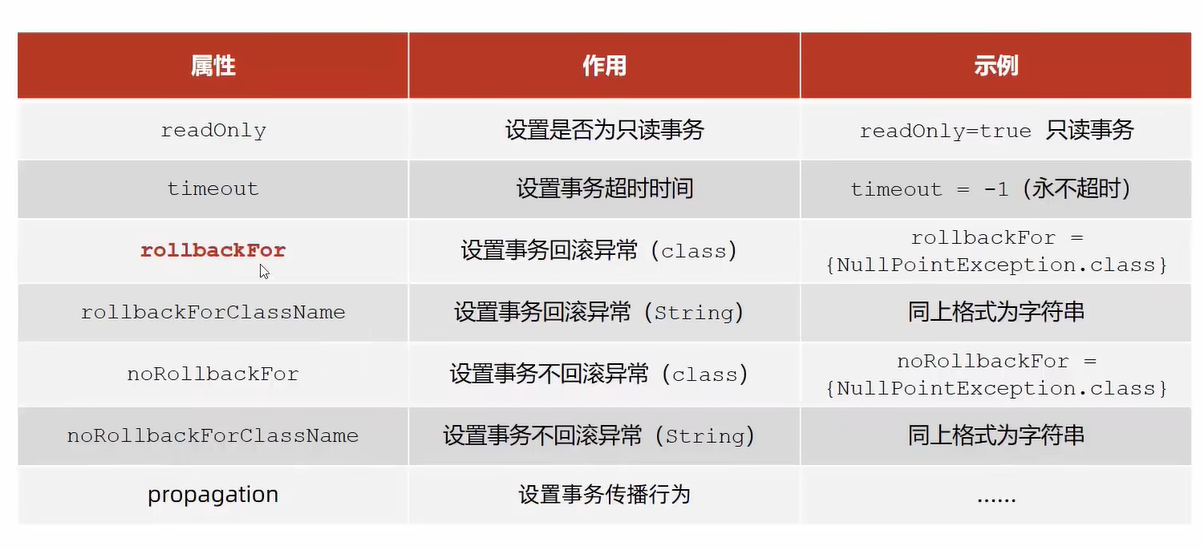 属性 作用 示例
readOnly 设置是否为只读事务 readOnly=true 只读事务
timeout 设置事务超时时间 timeout = -1（永不超时）
rollbackFor 设置事务回滚异常（class） rollbackFor =
{NullPointException.class}
rollbackForClassName 设置事务回滚异常（String） 同上格式为字符串
noRollbackFor 设置事务不回滚异常（class） noRollbackFor =
{NullPointException.class}
noRollbackForClassName 设置事务不回滚异常（String） 同上格式为字符串
propagation 设置事务传播行为 ……